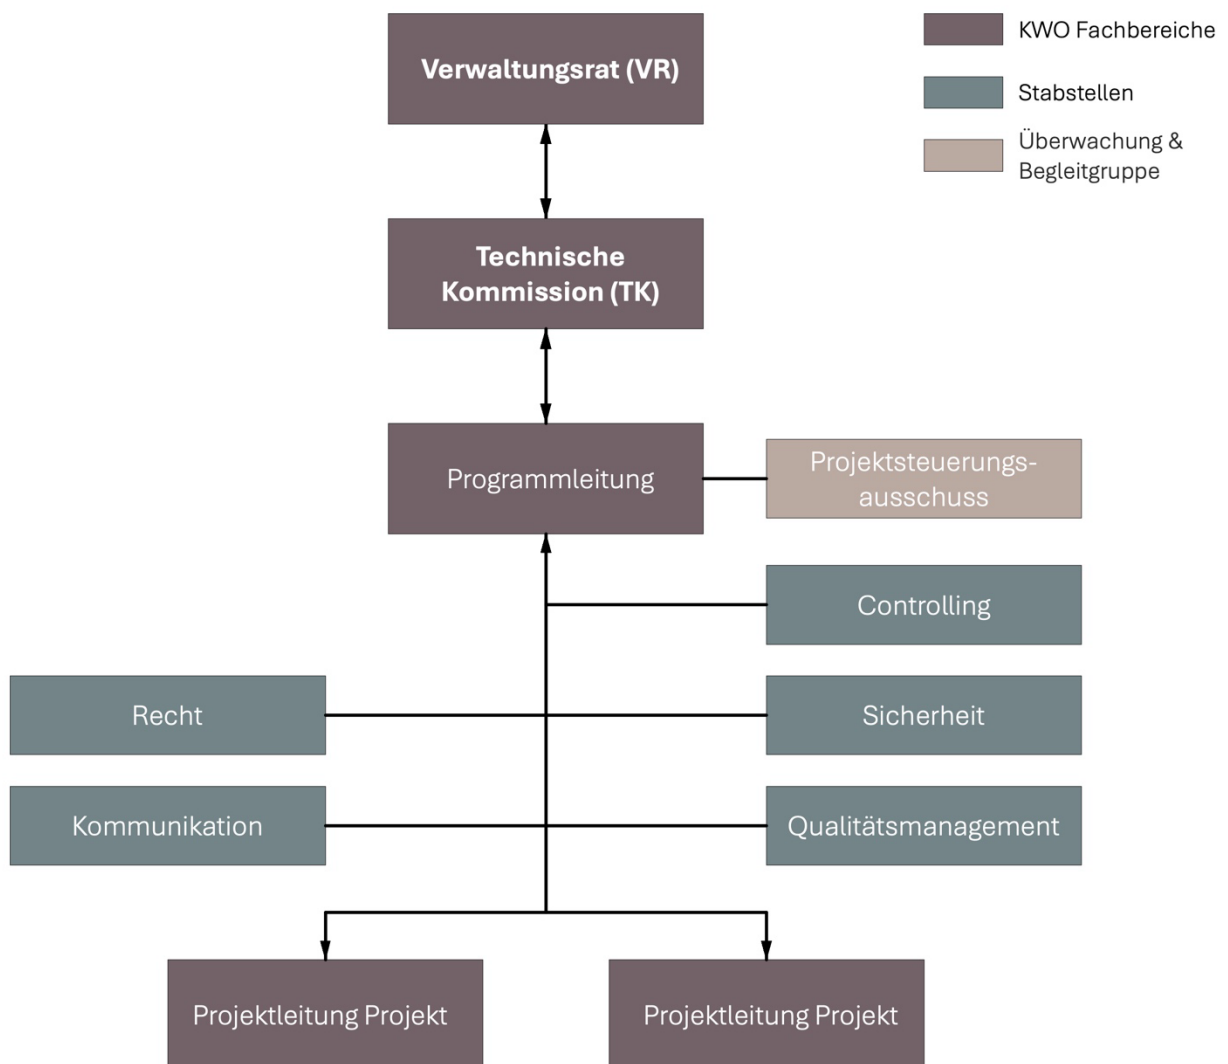 Verwaltungsrat (VR)
KWO Fachbereiche
Stabstellen
Überwachung &
Begleitgruppe
Technische
Kommission (TK)
Programmleitung
Projektsteuerungs-
ausschuss
Controlling
Recht
Sicherheit
Kommunikation
Qualitätsmanagement
Projektleitung Projekt
Projektleitung Projekt